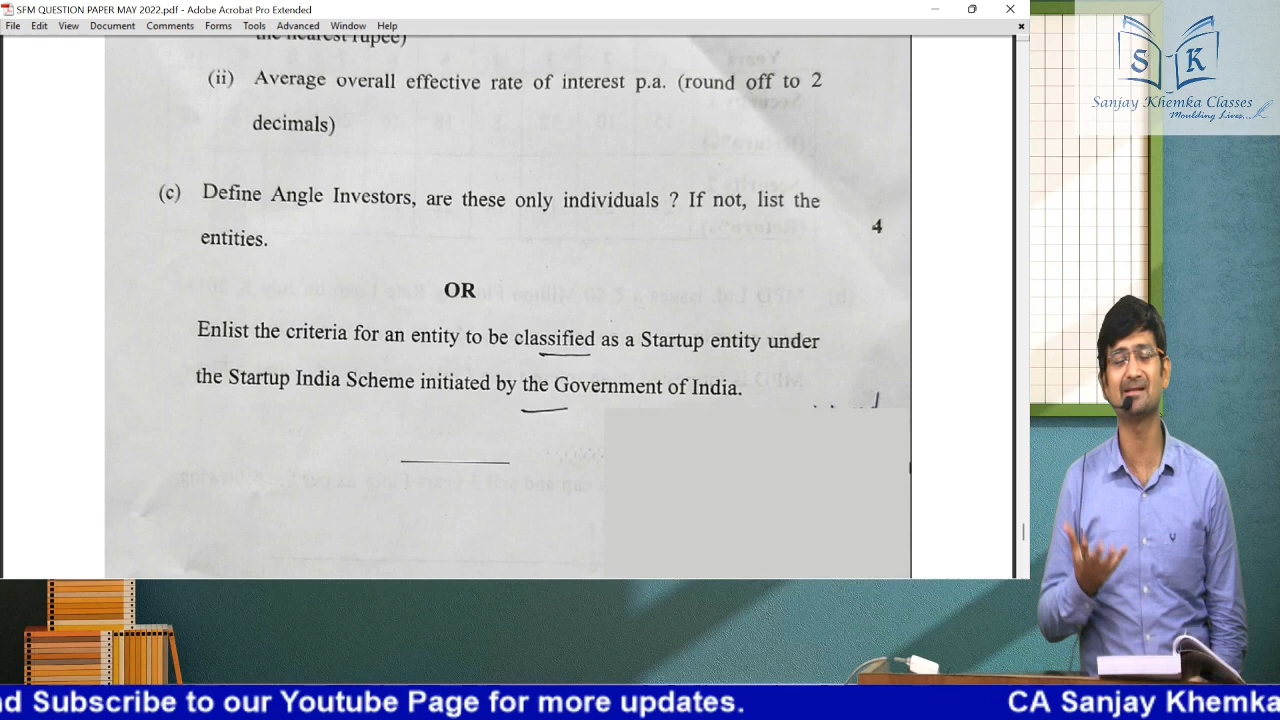 SFM QUESTION PAPER MAY 2022.pdf - Adobe Acrobat Pro Extended
File Edit View Document Comments Forms Tools Advanced Window Help
the nearest rupee)
(ii) Average overall effective rate of interest p.a. (round off to 2
decimals)
(c) Define Angle Investors, are these only individuals ? If not, list the
entities.
4
OR
Enlist the criteria for an entity to be classified as a Startup entity under
the Startup India Scheme initiated by the Government of India.
S K
Sanjay Khemka Classes
Moulding Lives...
d Subscribe to our Youtube Page for more updates.
CA Sanjay Khemka